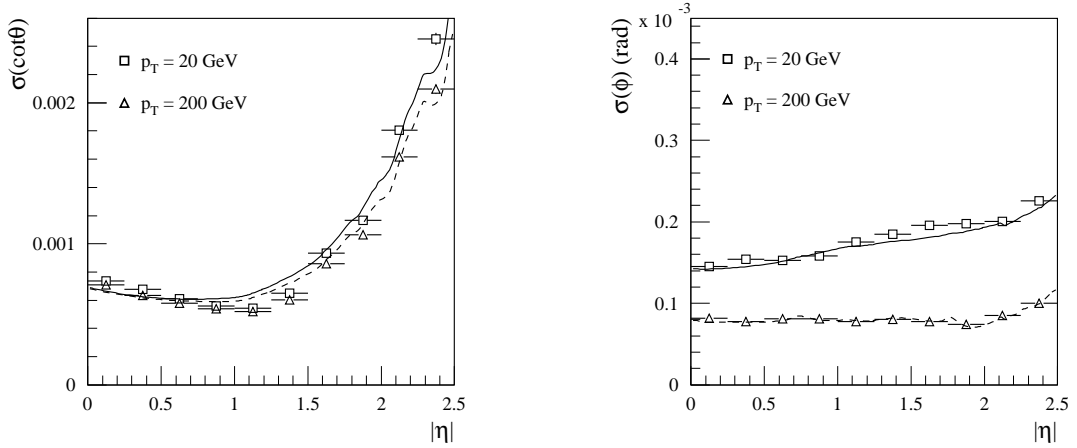 σ(cotθ)
p_T = 20 GeV
p_T = 200 GeV
0.002
0.001
0
0 0.5 1 1.5 2 2.5
|η|
x 10^-3
σ(ϕ) (rad)
p_T = 20 GeV
p_T = 200 GeV
0.4
0.3
0.2
0.1
0
0 0.5 1 1.5 2 2.5
|η|